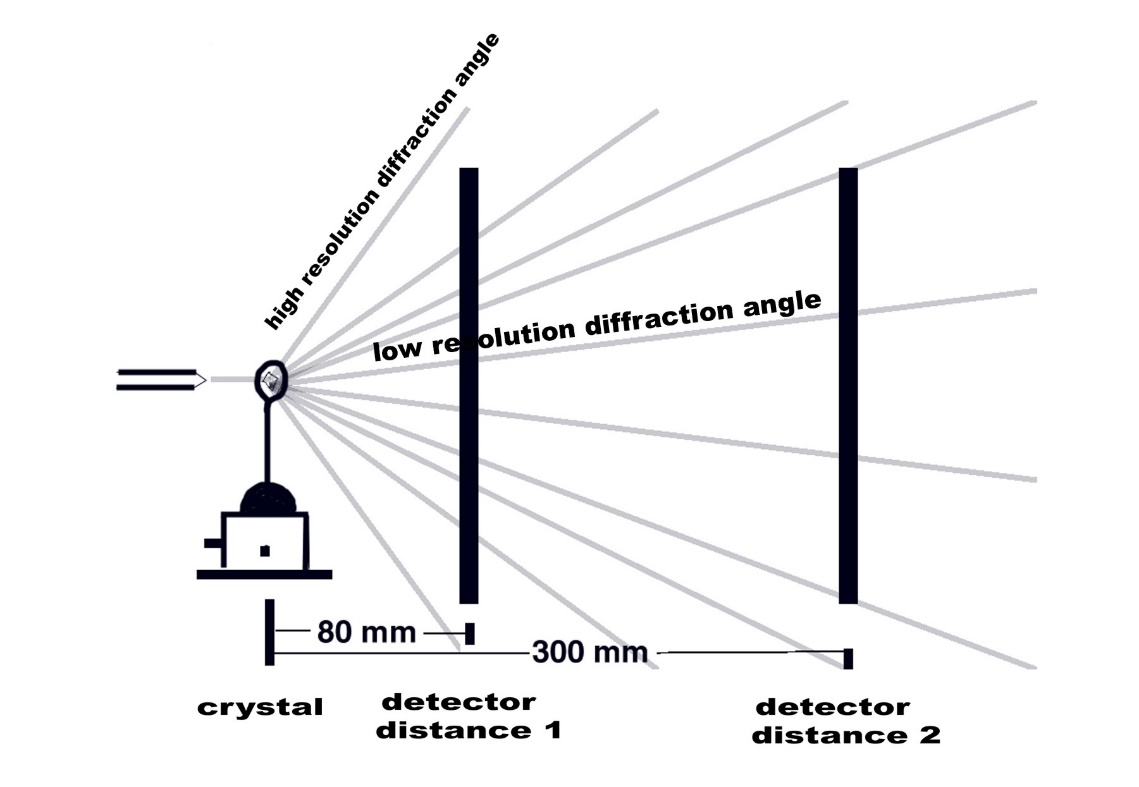 high resolution diffraction angle
low resolution diffraction angle
80 mm
300 mm
crystal
detector
distance 1
detector
distance 2